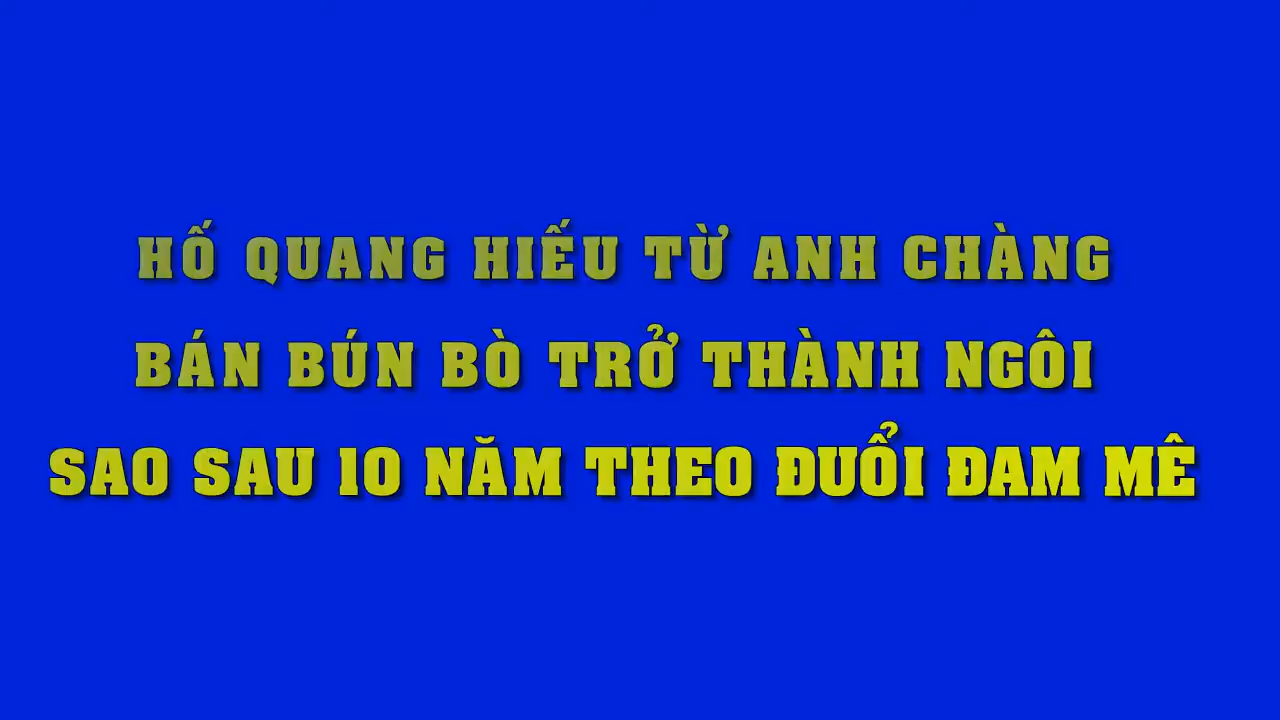 HỐ QUANG HIẾU TỪ ANH CHÀNG
BÁN BÚN BÒ TRỞ THÀNH NGÔI
SAO SAU 10 NĂM THEO ĐUỔI ĐAM MÊ